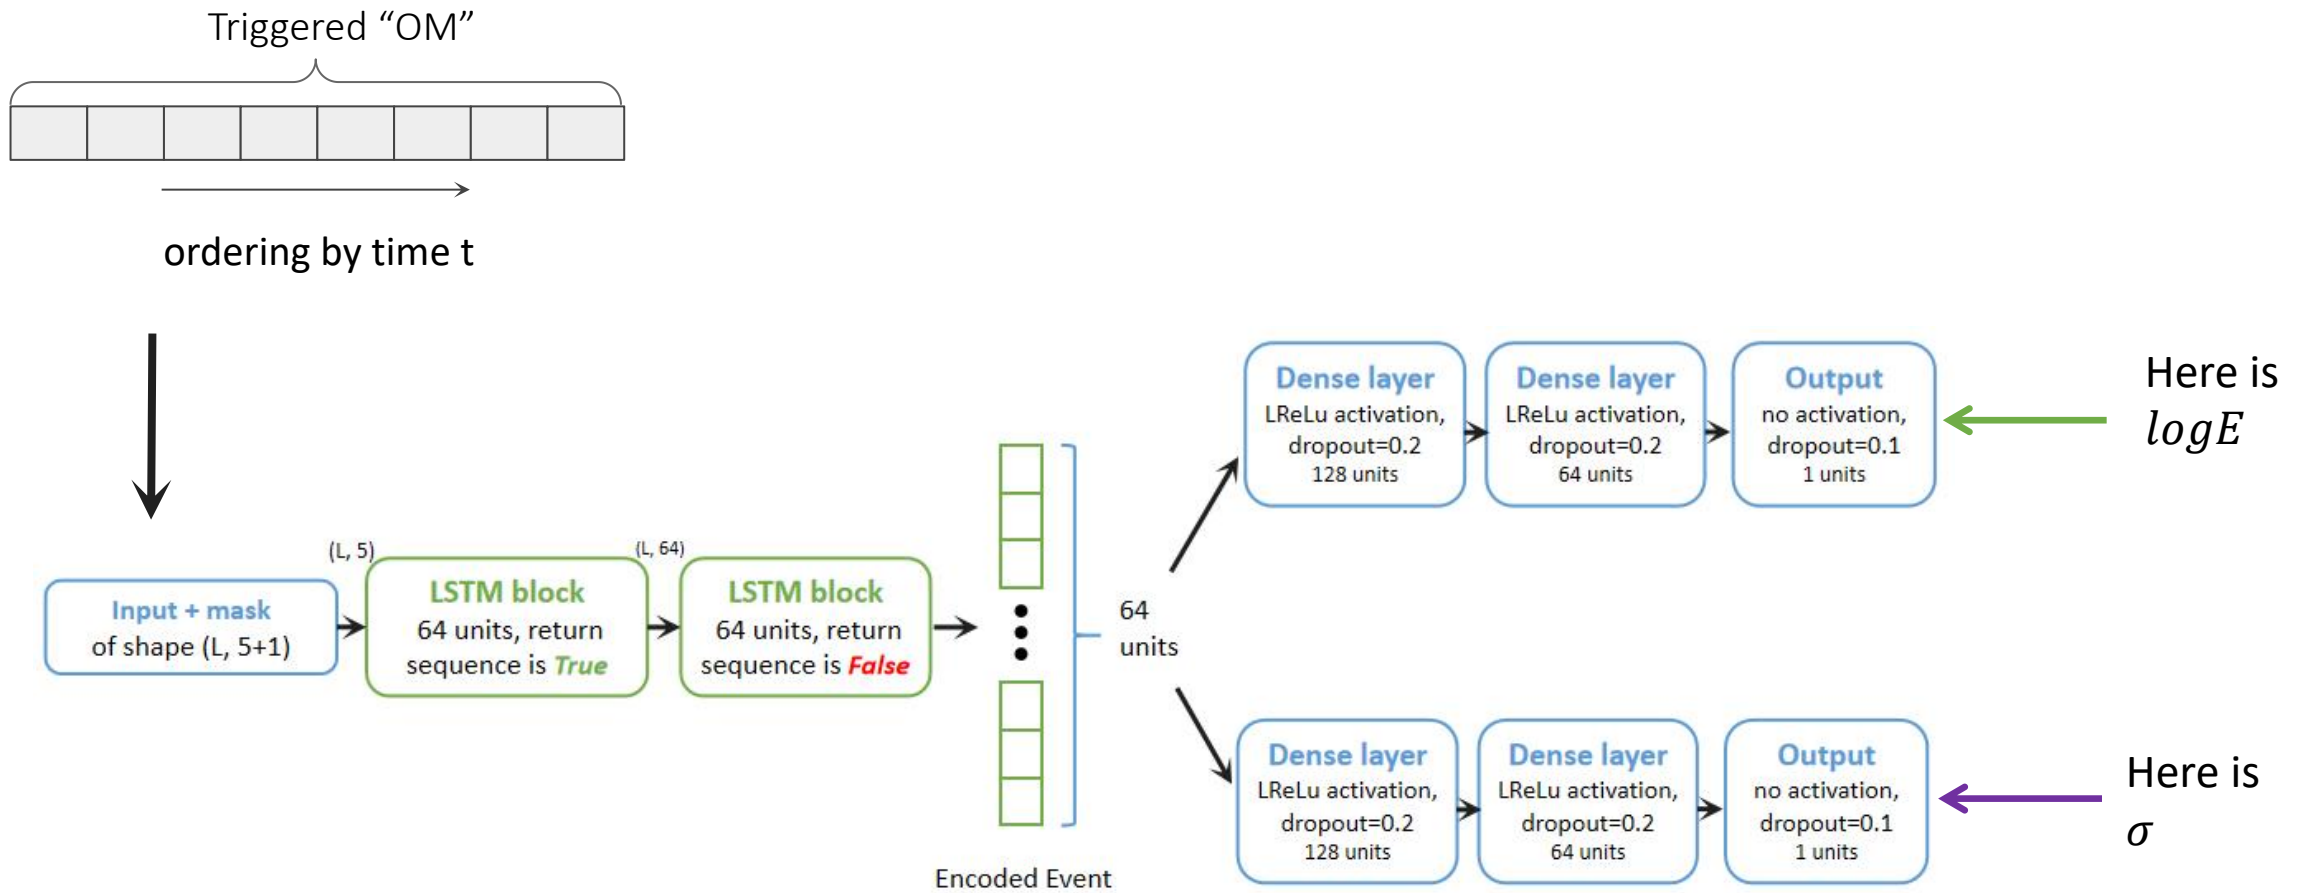 Triggered “OM”
ordering by time t
Input + mask
of shape (L, 5+1)
(L, 5)
LSTM block
64 units, return
sequence is True
(L, 64)
LSTM block
64 units, return
sequence is False
Encoded Event
64
units
Dense layer
LReLu activation,
dropout=0.2
128 units
Dense layer
LReLu activation,
dropout=0.2
64 units
Output
no activation,
dropout=0.1
1 units
Here is
logE
Dense layer
LReLu activation,
dropout=0.2
128 units
Dense layer
LReLu activation,
dropout=0.2
64 units
Output
no activation,
dropout=0.1
1 units
Here is
σ